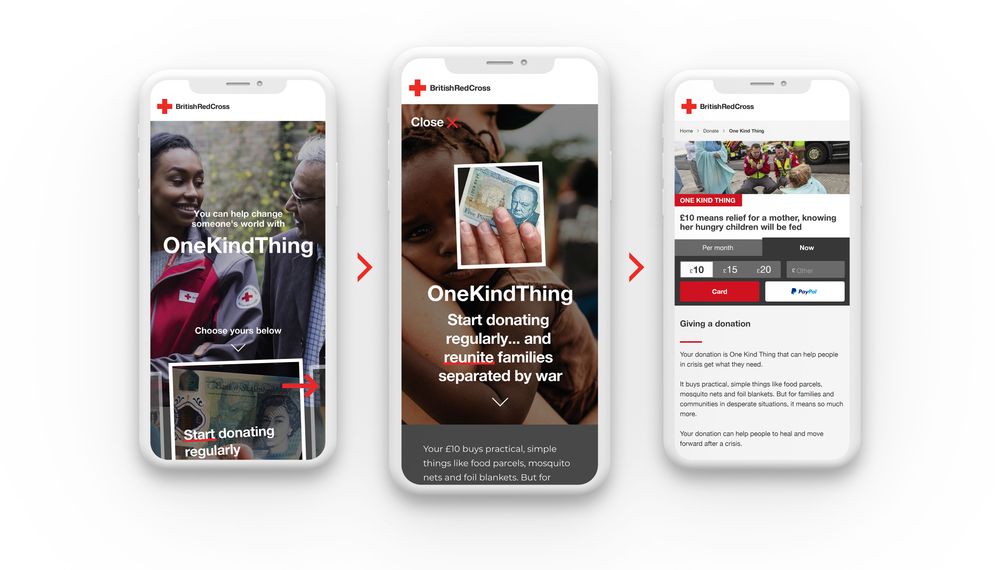 BritishRedCross
You can help change
someone's world with
OneKindThing
Choose yours below
Start donating
regularly
BritishRedCross
Close
Five Pounds
OneKindThing
Start donating
regularly... and
reunite families
separated by war
Your £10 buys practical, simple
things like food parcels, mosquito
nets and foil blankets. But for
BritishRedCross
Home > Donate > One Kind Thing
ONE KIND THING
£10 means relief for a mother, knowing
her hungry children will be fed
Per month Now
£10 £15 £20 £ Other
Card PayPal
Giving a donation
Your donation is One Kind Thing that can help people
in crisis get what they need.
It buys practical, simple things like food parcels,
mosquito nets and foil blankets. But for families and
communities in desperate situations, it means so much
more.
Your donation can help people to heal and move
forward after a crisis.